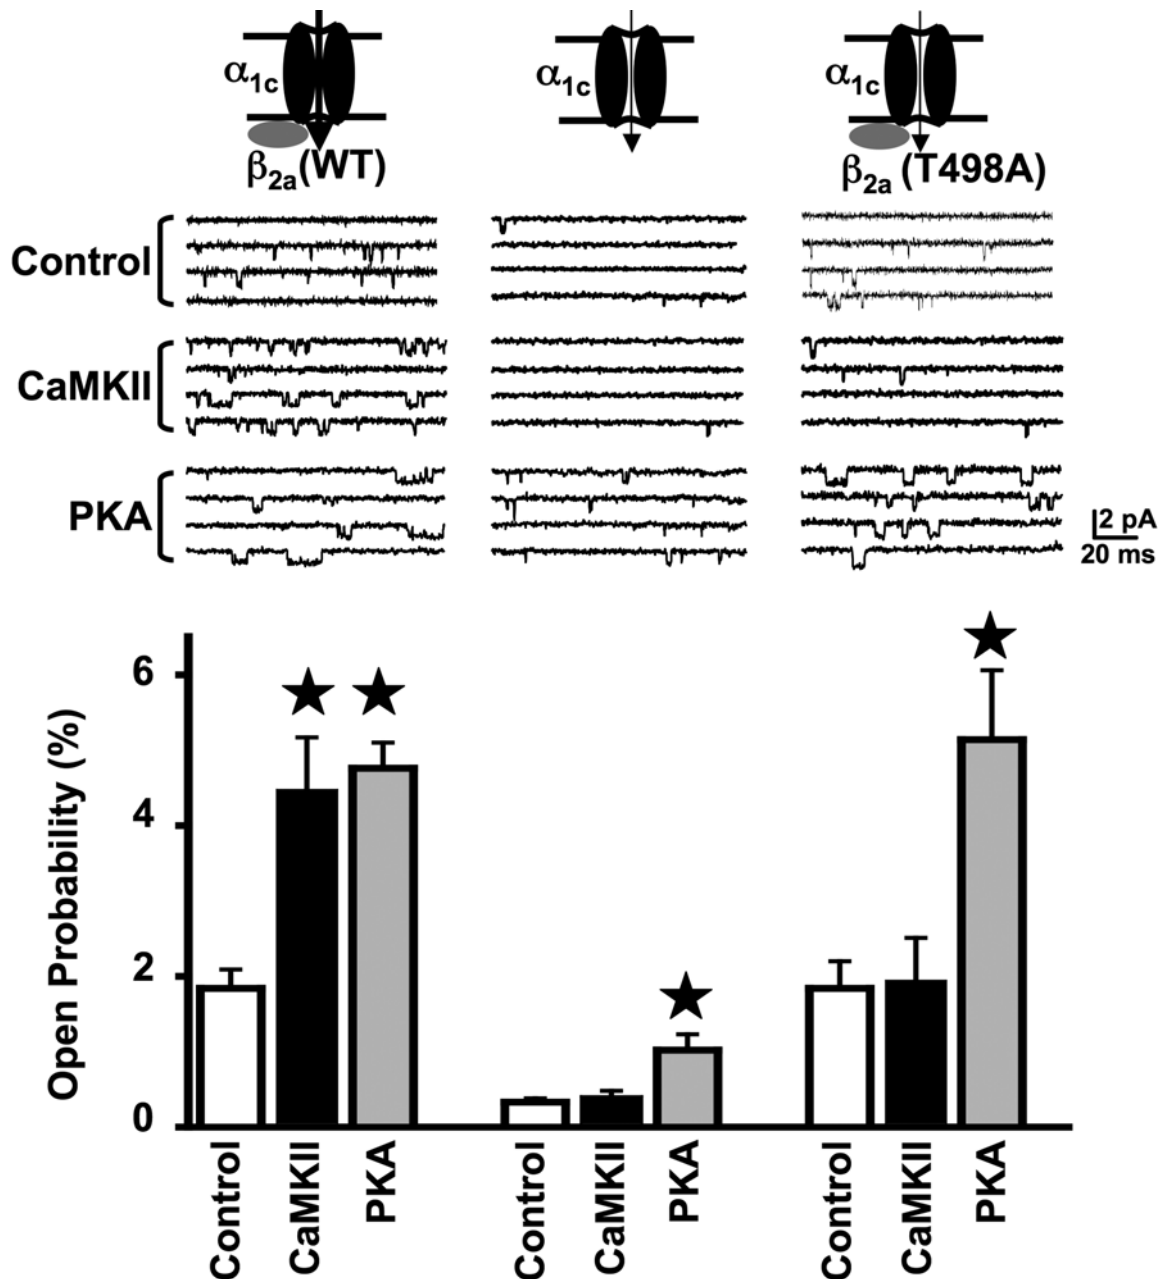 α1c α1c α1c
β2a(WT) β2a (T498A)
Control
CaMKII
PKA
2 pA
20 ms
Open Probability (%)
6
4
2
0
Control CaMKII PKA Control CaMKII PKA Control CaMKII PKA